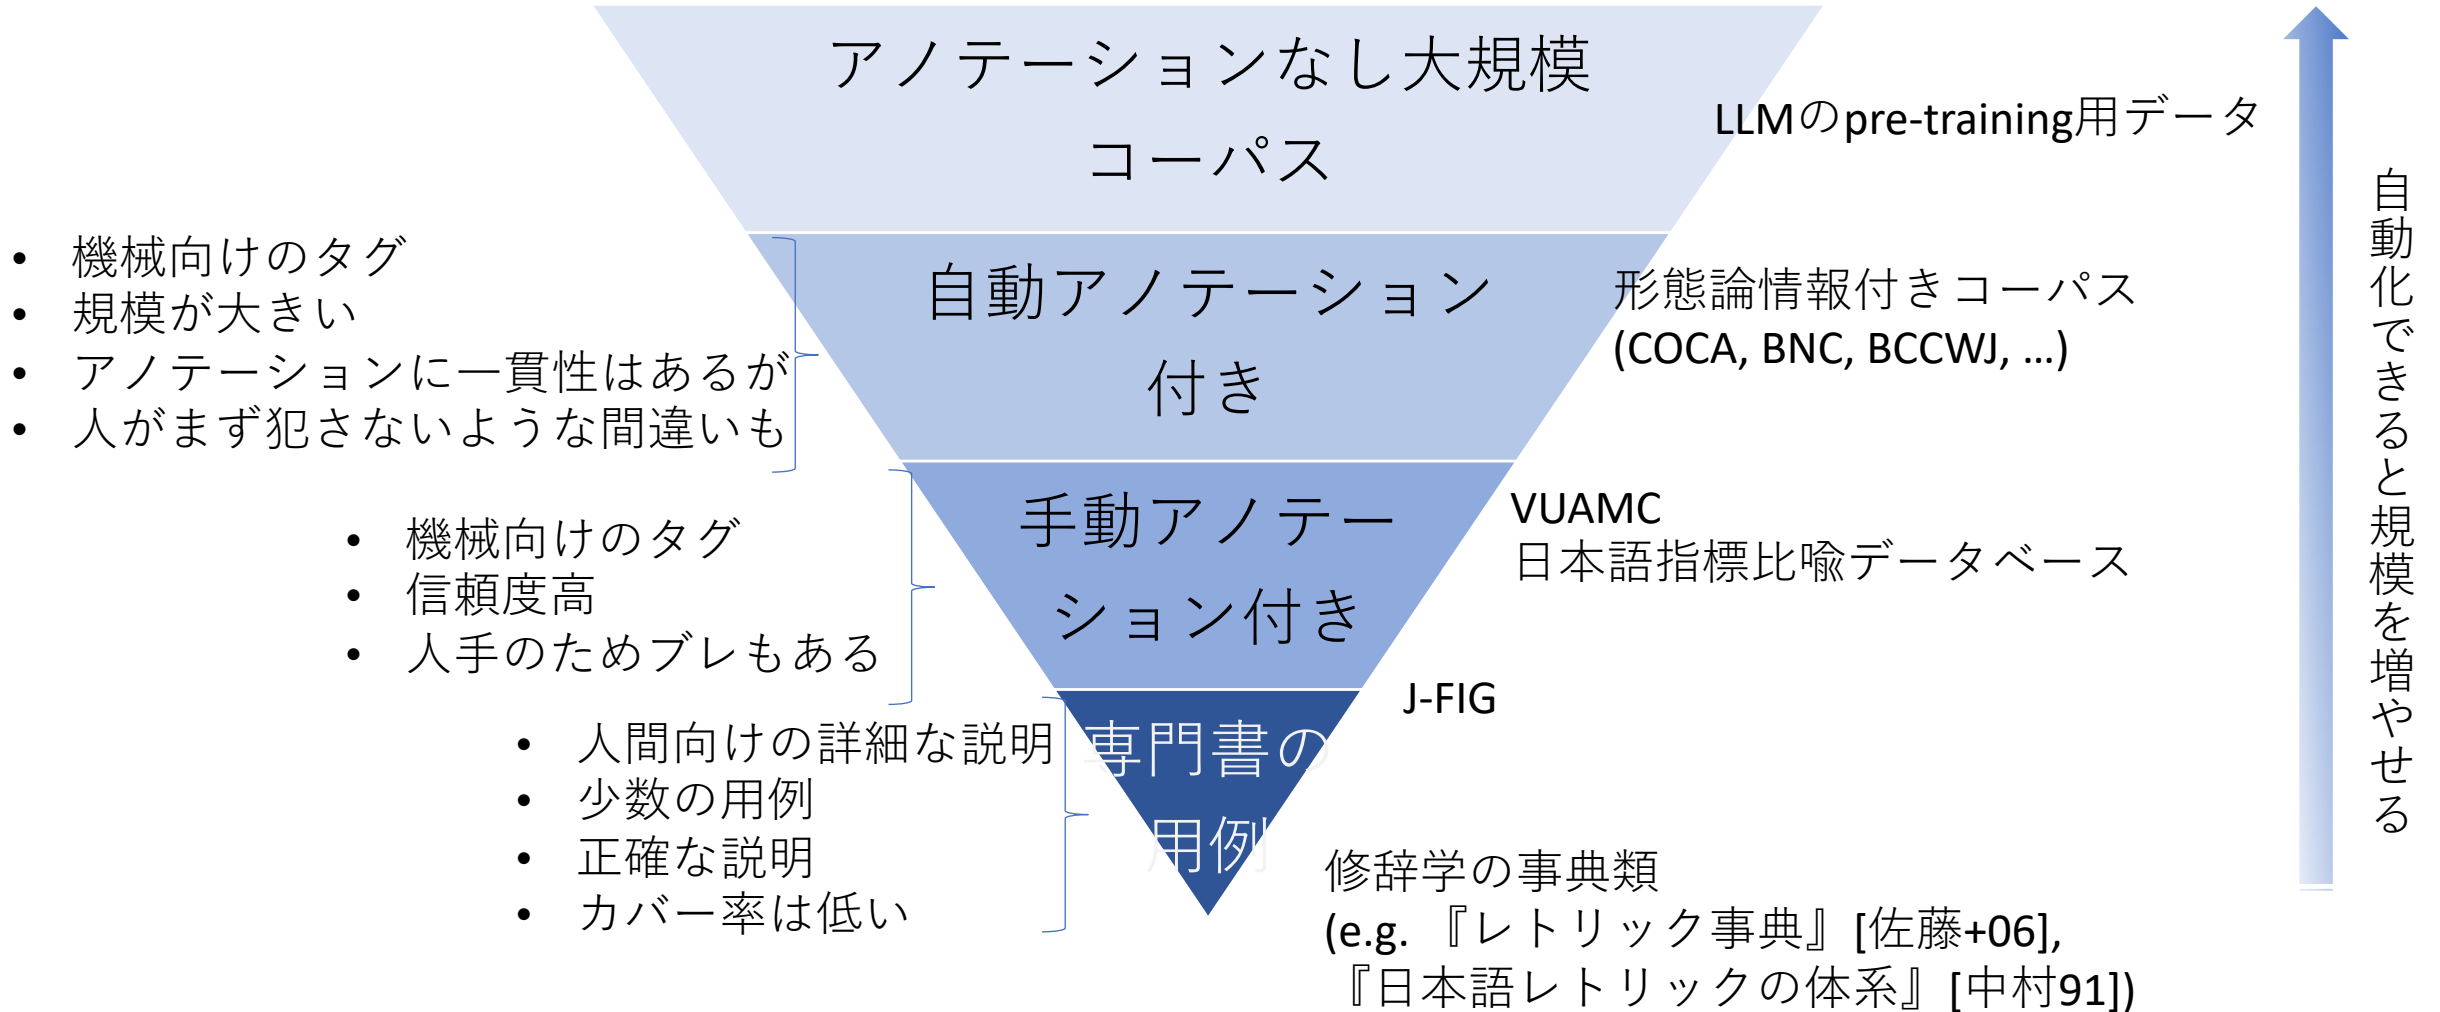 アノテーションなし大規模
コーパス
LLMのpre-training用データ
• 機械向けのタグ
• 規模が大きい
• アノテーションに一貫性はあるが
• 人がまず犯さないような間違いも
自動アノテーション
付き
形態論情報付きコーパス
(COCA, BNC, BCCWJ, ...)
• 機械向けのタグ
• 信頼度高
• 人手のためブレもある
手動アノテー
ション付き
VUAMC
日本語指標比喩データベース
J-FIG
• 人間向けの詳細な説明
• 少数の用例
• 正確な説明
• カバー率は低い
専門書の
用例
修辞学の事典類
(e.g. 『レトリック事典』[佐藤+06],
『日本語レトリックの体系』[中村91])
自動化できると規模を増やせる